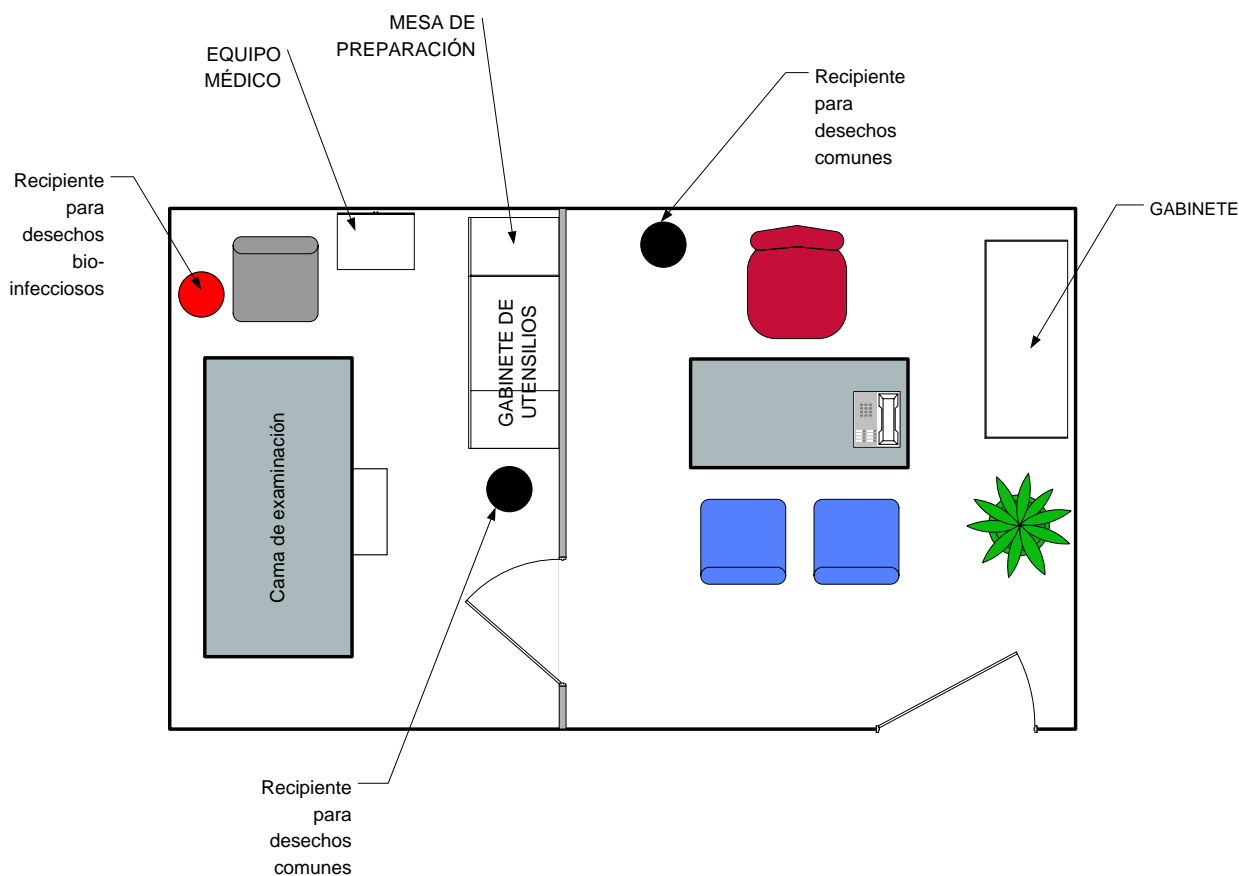 MESA DE
PREPARACIÓN
EQUIPO
MÉDICO
Recipiente
para
desechos
comunes
Recipiente
para
desechos
bio-
infecciosos
GABINETE
GABINETE DE
UTENSILIOS
Cama de examinación
Recipiente
para
desechos
comunes